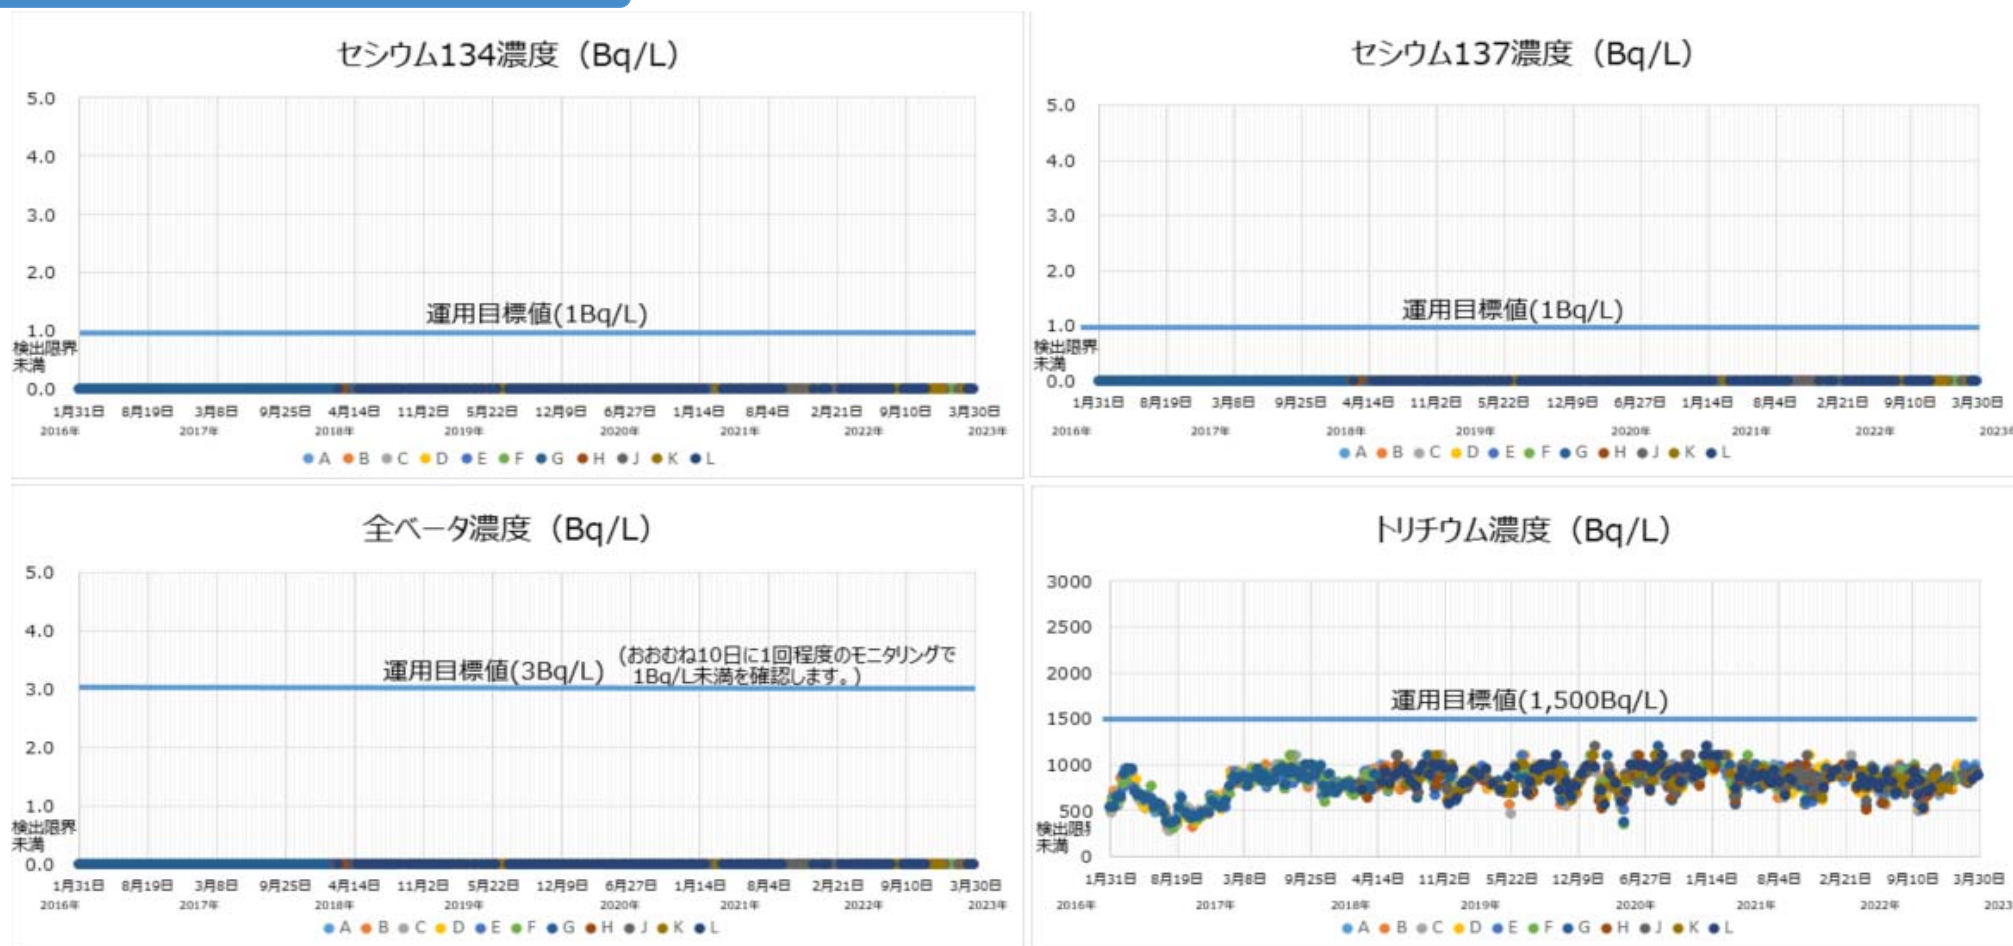 セシウム134濃度（Bq/L）
5.0
4.0
3.0
2.0
運用目標値(1Bq/L)
1.0
検出限界
未満
0.0
1月31日 8月19日 3月8日 9月25日 4月14日 11月2日 5月22日 12月9日 6月27日 1月14日 8月4日 2月21日 9月10日 3月30日
2016年 2017年 2018年 2019年 2020年 2021年 2022年 2023年
A B C D E F G H J K L
セシウム137濃度（Bq/L）
5.0
4.0
3.0
2.0
運用目標値(1Bq/L)
1.0
検出限界
未満
0.0
1月31日 8月19日 3月8日 9月25日 4月14日 11月2日 5月22日 12月9日 6月27日 1月14日 8月4日 2月21日 9月10日 3月30日
2016年 2017年 2018年 2019年 2020年 2021年 2022年 2023年
A B C D E F G H J K L
全ベータ濃度（Bq/L）
5.0
4.0
運用目標値(3Bq/L) (おおむね10日に1回程度のモニタリングで
1Bq/L未満を確認します。)
3.0
2.0
1.0
検出限界
未満
0.0
1月31日 8月19日 3月8日 9月25日 4月14日 11月2日 5月22日 12月9日 6月27日 1月14日 8月4日 2月21日 9月10日 3月30日
2016年 2017年 2018年 2019年 2020年 2021年 2022年 2023年
A B C D E F G H J K L
トリチウム濃度（Bq/L）
3000
2500
2000
運用目標値(1,500Bq/L)
1500
1000
500
検出限界
未満
0
1月31日 8月19日 3月8日 9月25日 4月14日 11月2日 5月22日 12月9日 6月27日 1月14日 8月4日 2月21日 9月10日 3月30日
2016年 2017年 2018年 2019年 2020年 2021年 2022年 2023
A B C D E F G H J K L